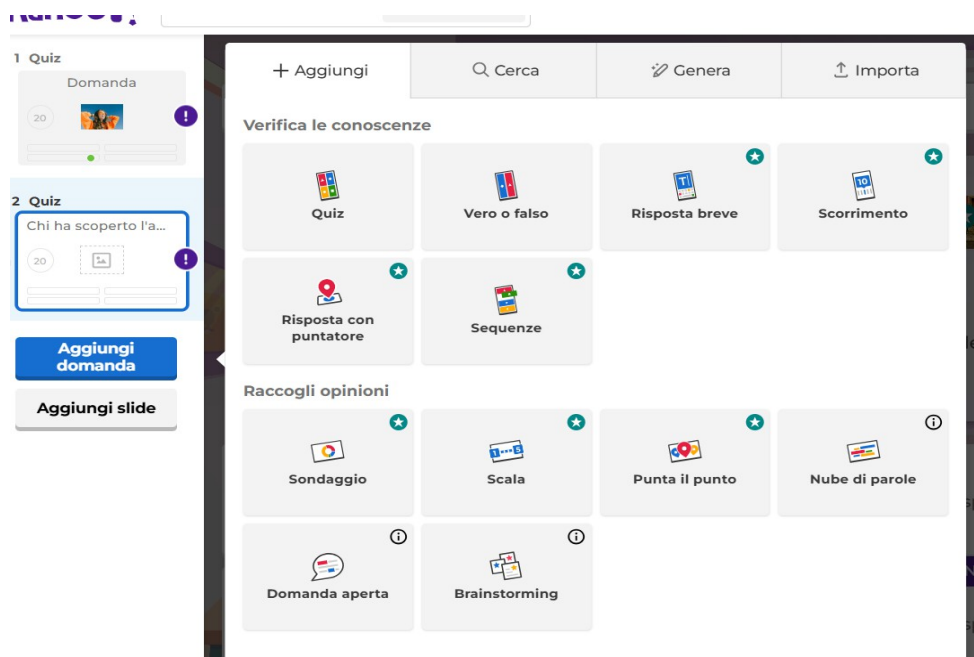 1 Quiz
Domanda
20
2 Quiz
Chi ha scoperto l'a...
20
Aggiungi
domanda
Aggiungi slide
+ Aggiungi
Cerca
Genera
Importa
Verifica le conoscenze
Quiz
Vero o falso
Risposta breve
Scorrimento
Risposta con
puntatore
Sequenze
Raccogli opinioni
Sondaggio
Scala
Punta il punto
Nube di parole
Domanda aperta
Brainstorming